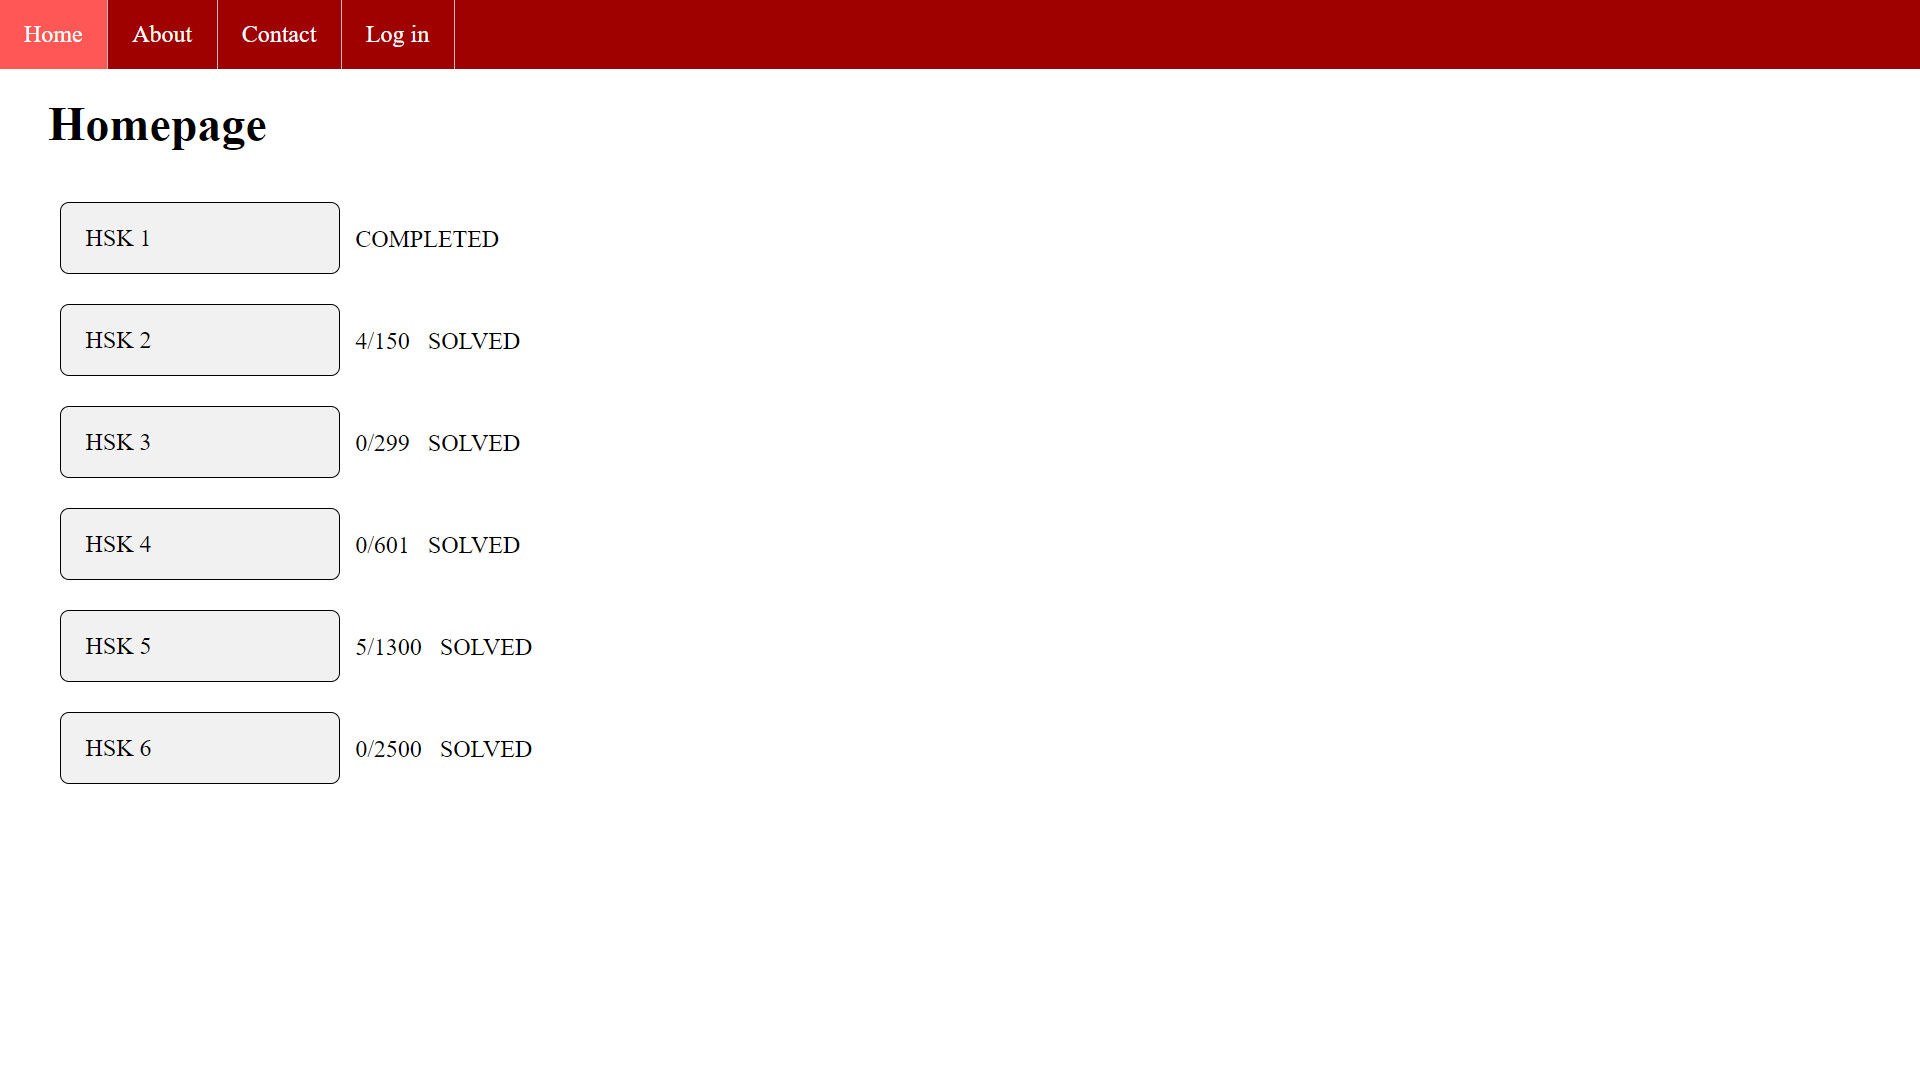 Home About Contact Log in
Homepage
HSK 1 COMPLETED
HSK 2 4/150 SOLVED
HSK 3 0/299 SOLVED
HSK 4 0/601 SOLVED
HSK 5 5/1300 SOLVED
HSK 6 0/2500 SOLVED